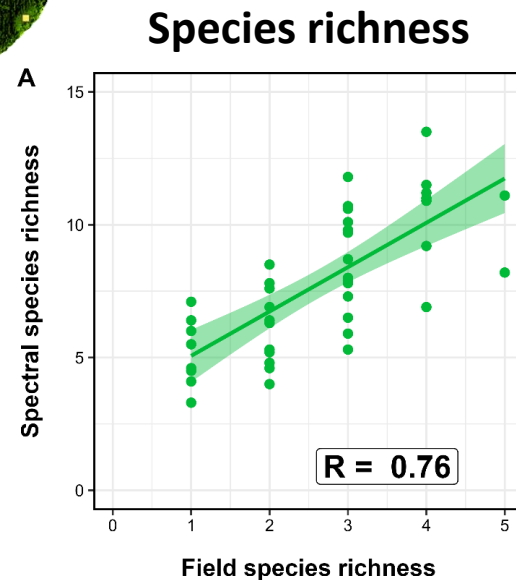 Species richness
A
15
10
5
0
Spectral species richness
R = 0.76
0 1 2 3 4 5
Field species richness